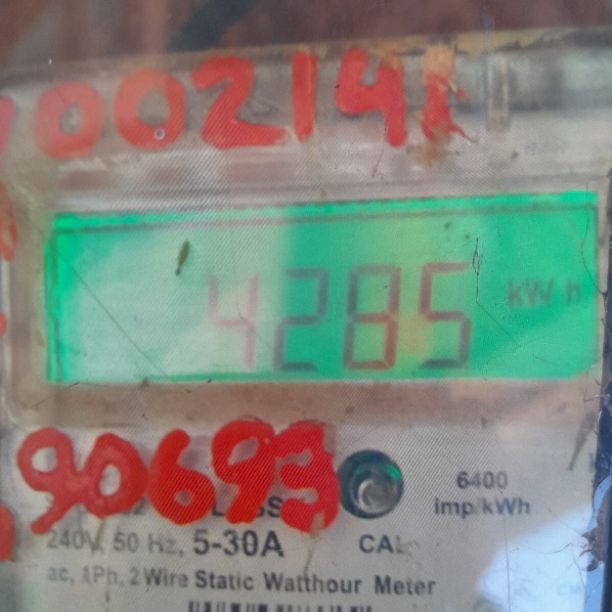 002141
4285 kWh
90693
6400
imp/kWh
240V, 50 Hz, 5-30A
CAL
ac, 1Ph, 2 Wire Static Watthour Meter